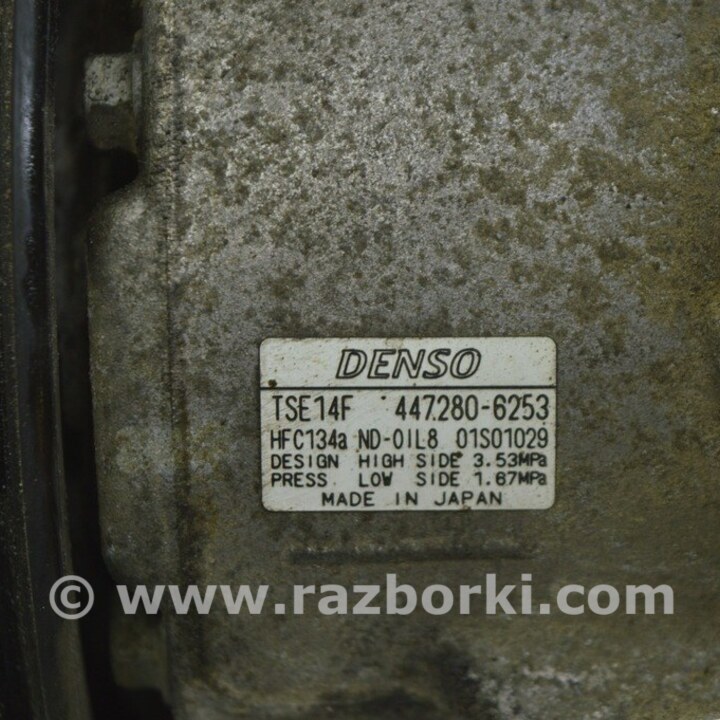 DENSO
TSE14F 447280-6253
HFC134a ND-OIL8 01S01029
DESIGN HIGH SIDE 3.53MPa
PRESS. LOW SIDE 1.67MPa
MADE IN JAPAN
© www.razborki.com